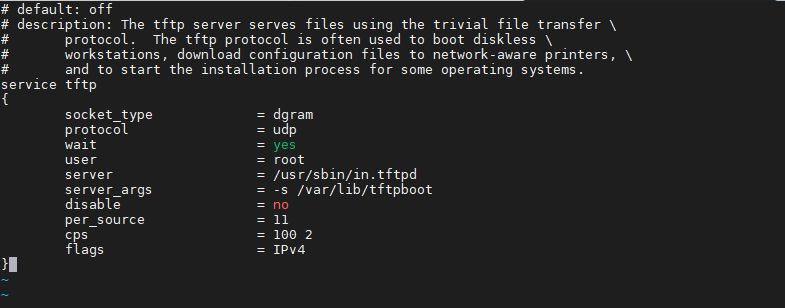 # default: off
# description: The tftp server serves files using the trivial file transfer \
#       protocol.  The tftp protocol is often used to boot diskless \
#       workstations, download configuration files to network-aware printers, \
#       and to start the installation process for some operating systems.
service tftp
{
        socket_type             = dgram
        protocol                = udp
        wait                    = yes
        user                    = root
        server                  = /usr/sbin/in.tftpd
        server_args             = -s /var/lib/tftpboot
        disable                 = no
        per_source              = 11
        cps                     = 100 2
        flags                   = IPv4
}
~
~